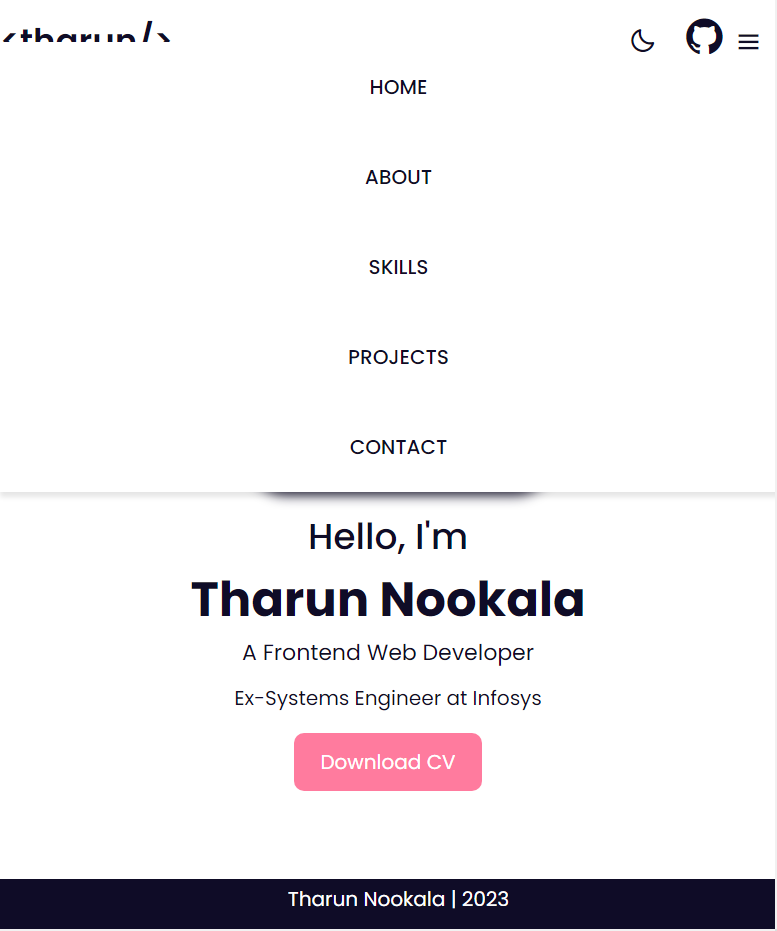 <tharun/>
HOME
ABOUT
SKILLS
PROJECTS
CONTACT
Hello, I'm
Tharun Nookala
A Frontend Web Developer
Ex-Systems Engineer at Infosys
Download CV
Tharun Nookala | 2023